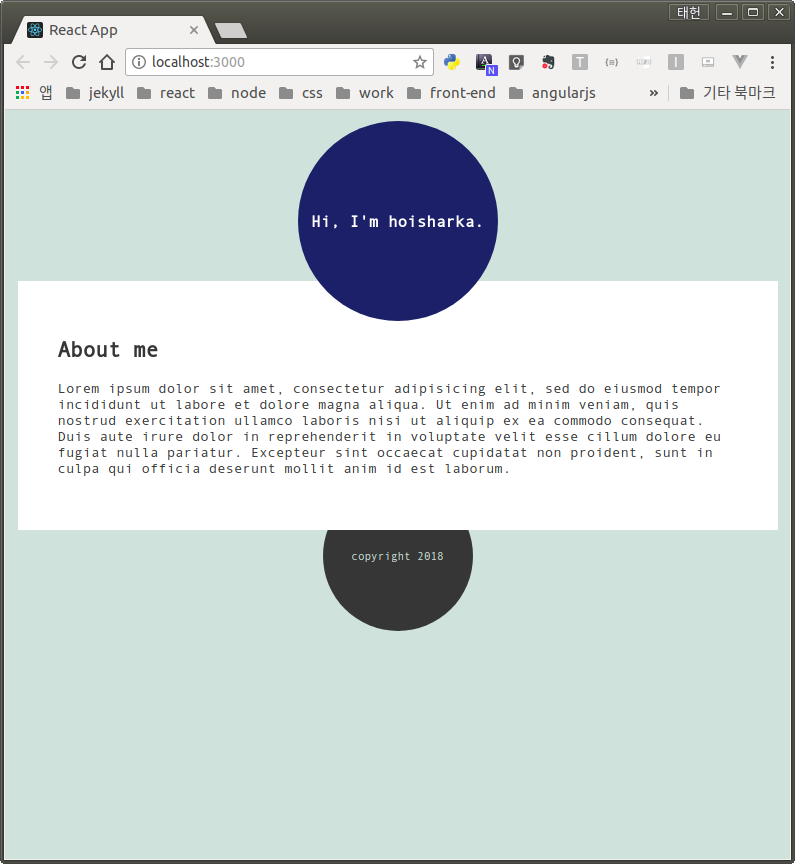 태헌
React App
localhost:3000
N
T
{≡}
I
앱 jekyll react node css work front-end angularjs » 기타 북마크
Hi, I'm hoisharka.
About me
Lorem ipsum dolor sit amet, consectetur adipisicing elit, sed do eiusmod tempor
incididunt ut labore et dolore magna aliqua. Ut enim ad minim veniam, quis
nostrud exercitation ullamco laboris nisi ut aliquip ex ea commodo consequat.
Duis aute irure dolor in reprehenderit in voluptate velit esse cillum dolore eu
fugiat nulla pariatur. Excepteur sint occaecat cupidatat non proident, sunt in
culpa qui officia deserunt mollit anim id est laborum.
copyright 2018